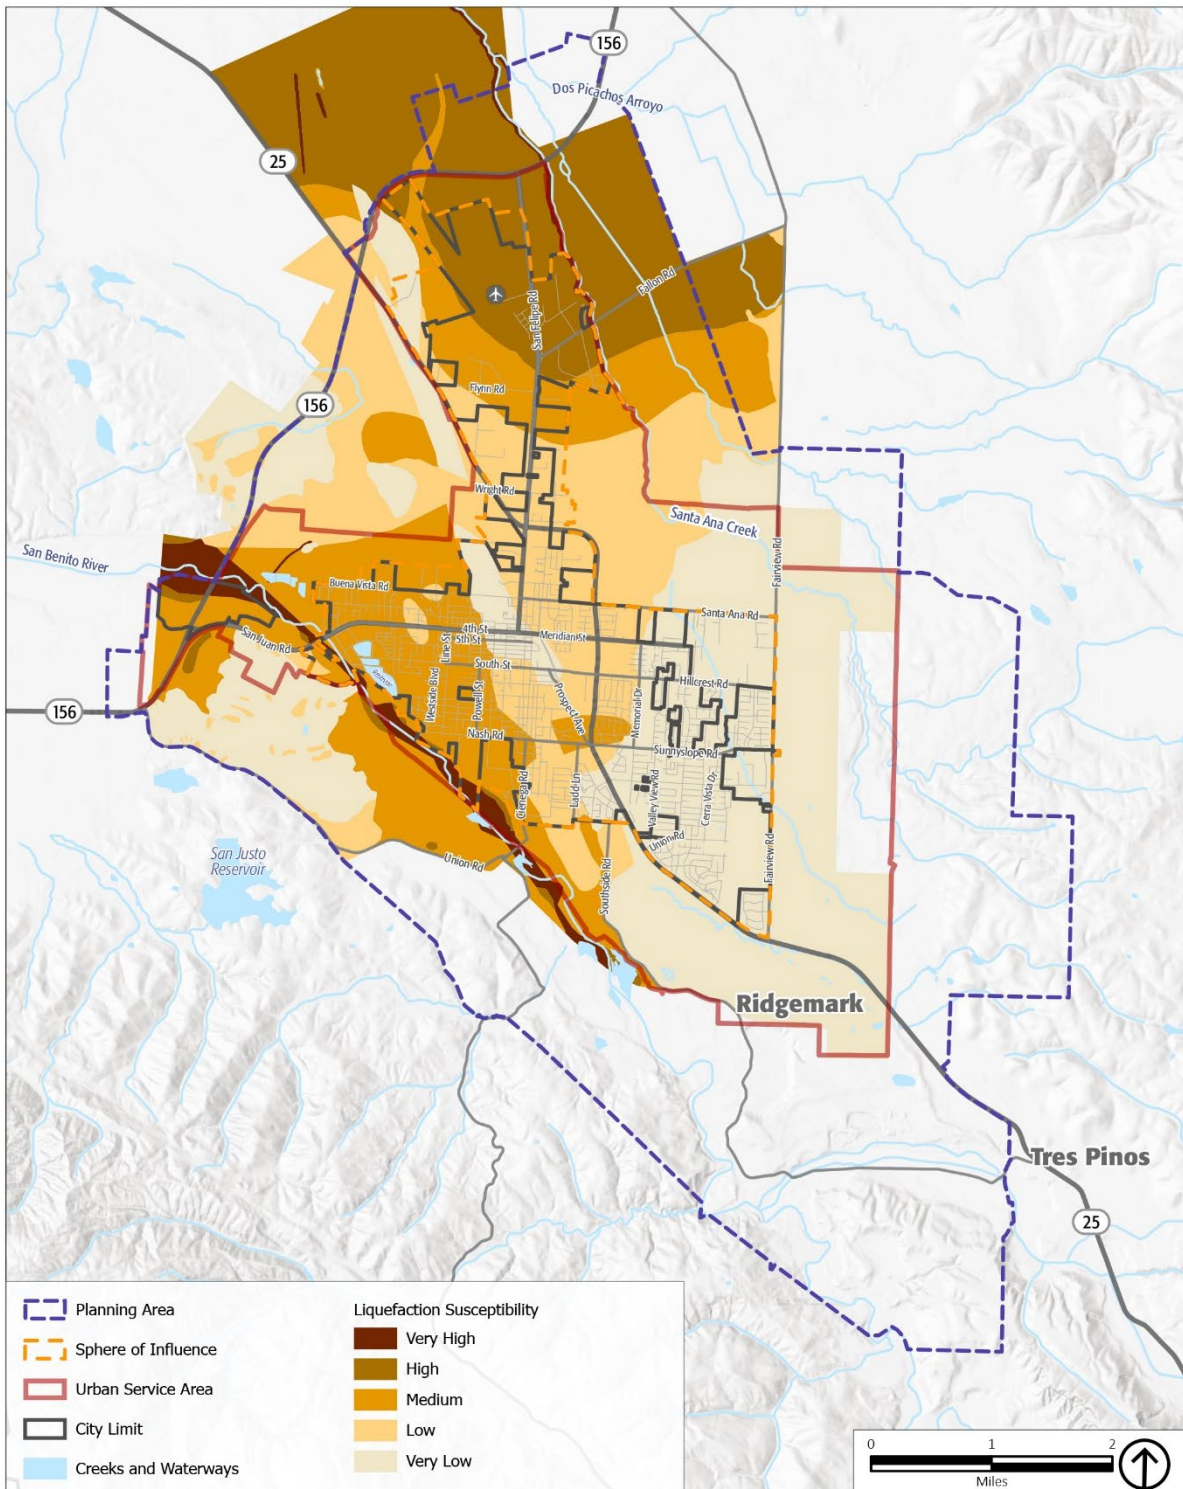 156
Dos Picachos Arroyo
25
Fallon Rd
San Felipe Rd
Flynn Rd
156
Wright Rd
Santa Ana Creek
San Benito River
Fairview Rd
Buena Vista Rd
Santa Ana Rd
4th St
5th St
Meridian St
San Juan Rd
Line St
South St
Hillcrest Rd
Westside Blvd
Powell St
Prospect Ave
Memorial Dr
156
Nash Rd
Sunnyslope Rd
Cienega Rd
Ladd Ln
Valley View Rd
Cerra Vista Dr
Union Rd
San Justo
Reservoir
Union Rd
Southside Rd
Fairview Rd
Ridgemark
Tres Pinos
25
Planning Area
Sphere of Influence
Urban Service Area
City Limit
Creeks and Waterways
Liquefaction Susceptibility
Very High
High
Medium
Low
Very Low
0 1 2
Miles